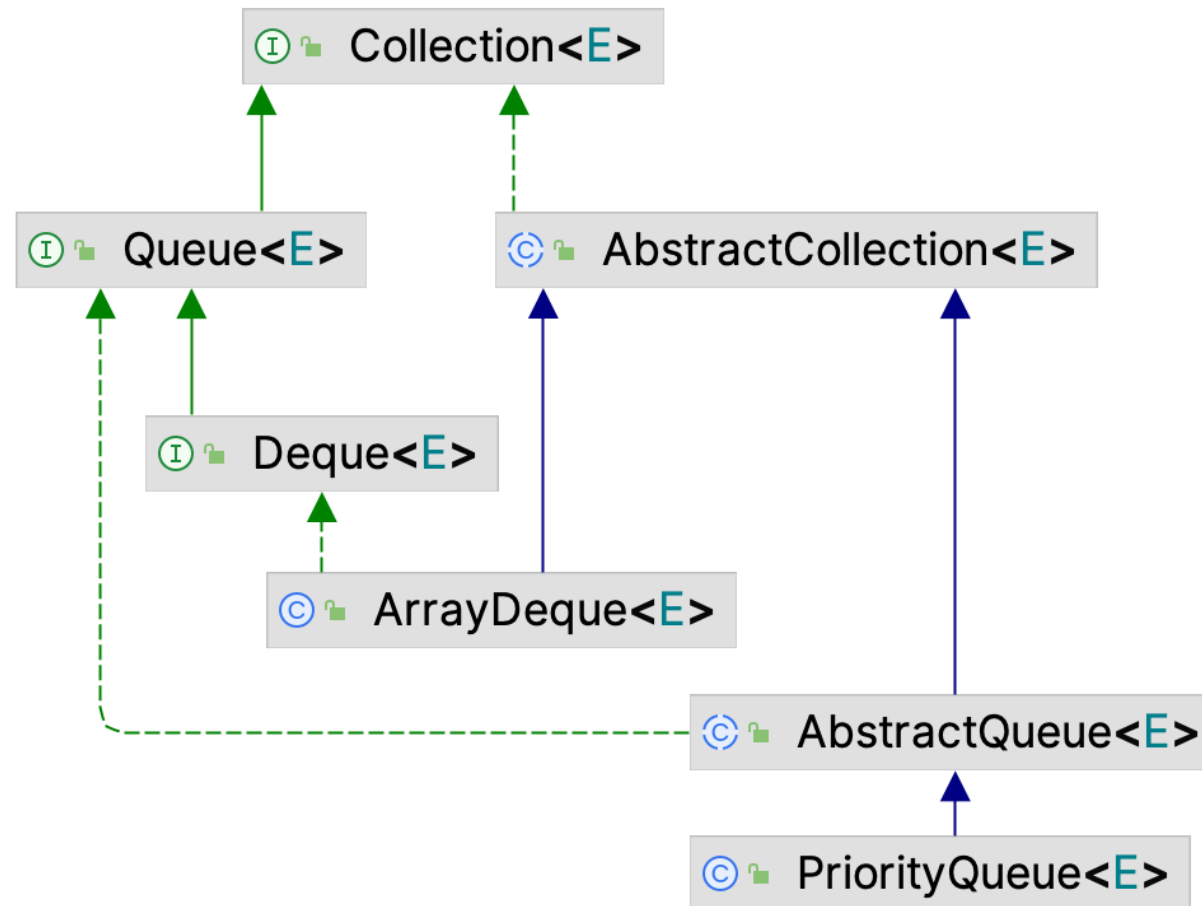 I Collection<E>
I Queue<E>
C AbstractCollection<E>
I Deque<E>
C ArrayDeque<E>
C AbstractQueue<E>
C PriorityQueue<E>